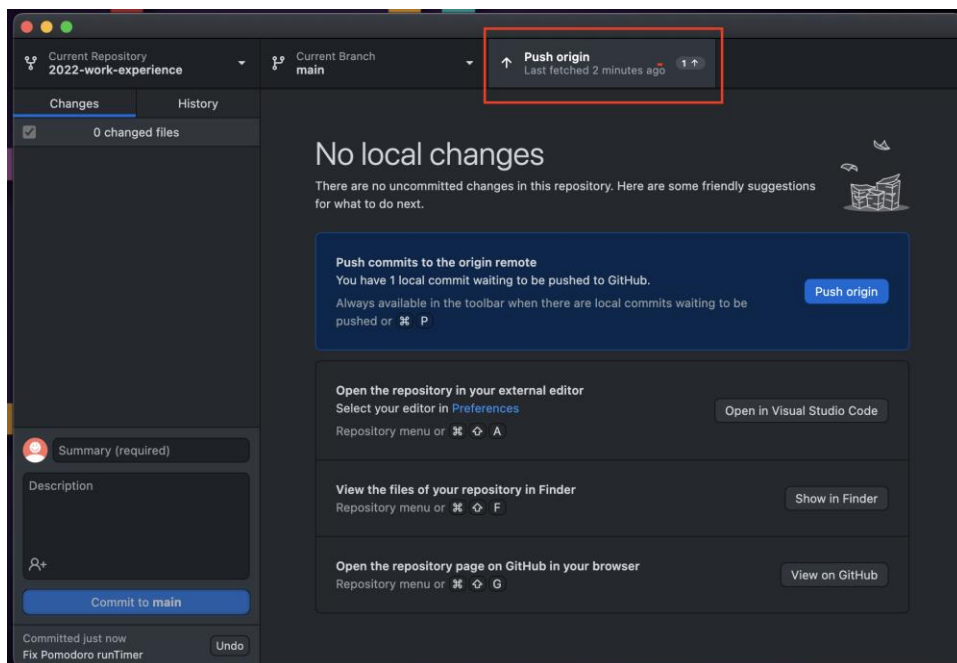 Current Repository
2022-work-experience
Current Branch
main
Push origin
Last fetched 2 minutes ago
1 ↑
Changes
History
0 changed files
No local changes
There are no uncommitted changes in this repository. Here are some friendly suggestions
for what to do next.
Push commits to the origin remote
You have 1 local commit waiting to be pushed to GitHub.
Always available in the toolbar when there are local commits waiting to be
pushed or ⌘ P
Push origin
Open the repository in your external editor
Select your editor in Preferences
Repository menu or ⌘ ⇧ A
Open in Visual Studio Code
View the files of your repository in Finder
Repository menu or ⌘ ⇧ F
Show in Finder
Open the repository page on GitHub in your browser
Repository menu or ⌘ ⇧ G
View on GitHub
Summary (required)
Description
Commit to main
Committed just now
Fix Pomodoro runTimer
Undo